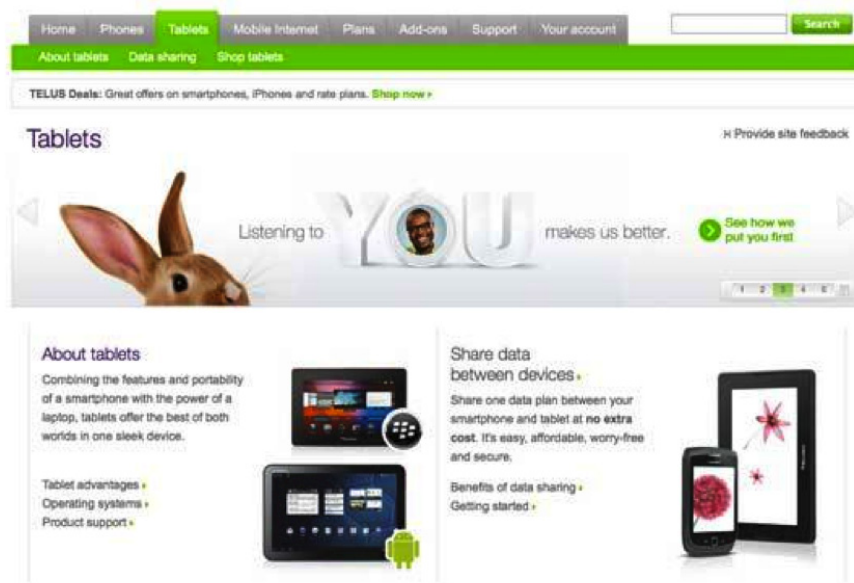 Home Phones Tablets Mobile Internet Plans Add-ons Support Your account Search
About tablets Data sharing Shop tablets
TELUS Deals: Great offers on smartphones, iPhones and rate plans. Shop now
Tablets
Provide site feedback
Listening to YOU makes us better.
See how we
put you first
1 2 3 4 5
About tablets
Combining the features and portability
of a smartphone with the power of a
laptop, tablets offer the best of both
worlds in one sleek device.
Tablet advantages
Operating systems
Product support
Share data
between devices
Share one data plan between your
smartphone and tablet at no extra
cost. It's easy, affordable, worry-free
and secure.
Benefits of data sharing
Getting started